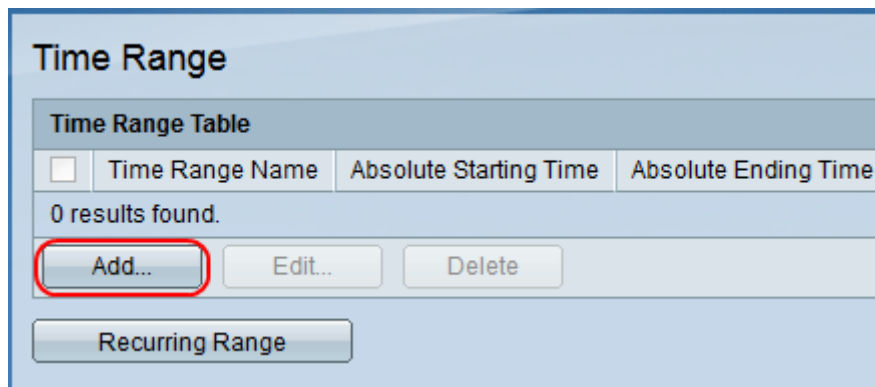 Time Range
Time Range Table
Time Range Name Absolute Starting Time Absolute Ending Time
0 results found.
Add... Edit... Delete
Recurring Range